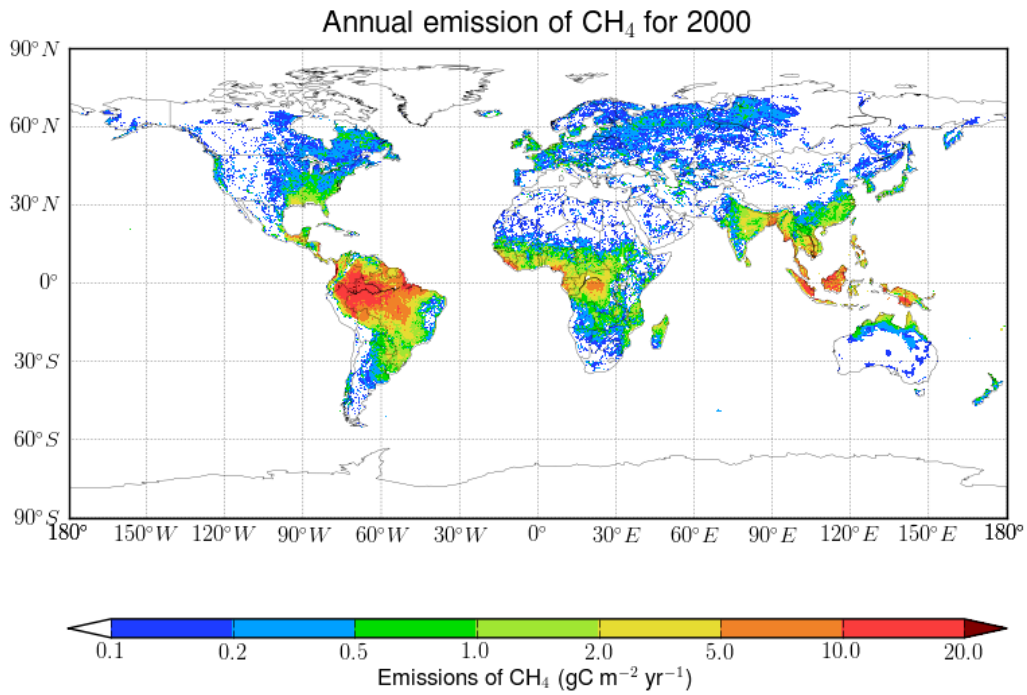 Annual emission of CH₄ for 2000
90°N
60°N
30°N
0°
30°S
60°S
90°S
180° 150°W 120°W 90°W 60°W 30°W 0° 30°E 60°E 90°E 120°E 150°E 180°
0.1 0.2 0.5 1.0 2.0 5.0 10.0 20.0
Emissions of CH₄ (gC m⁻² yr⁻¹)